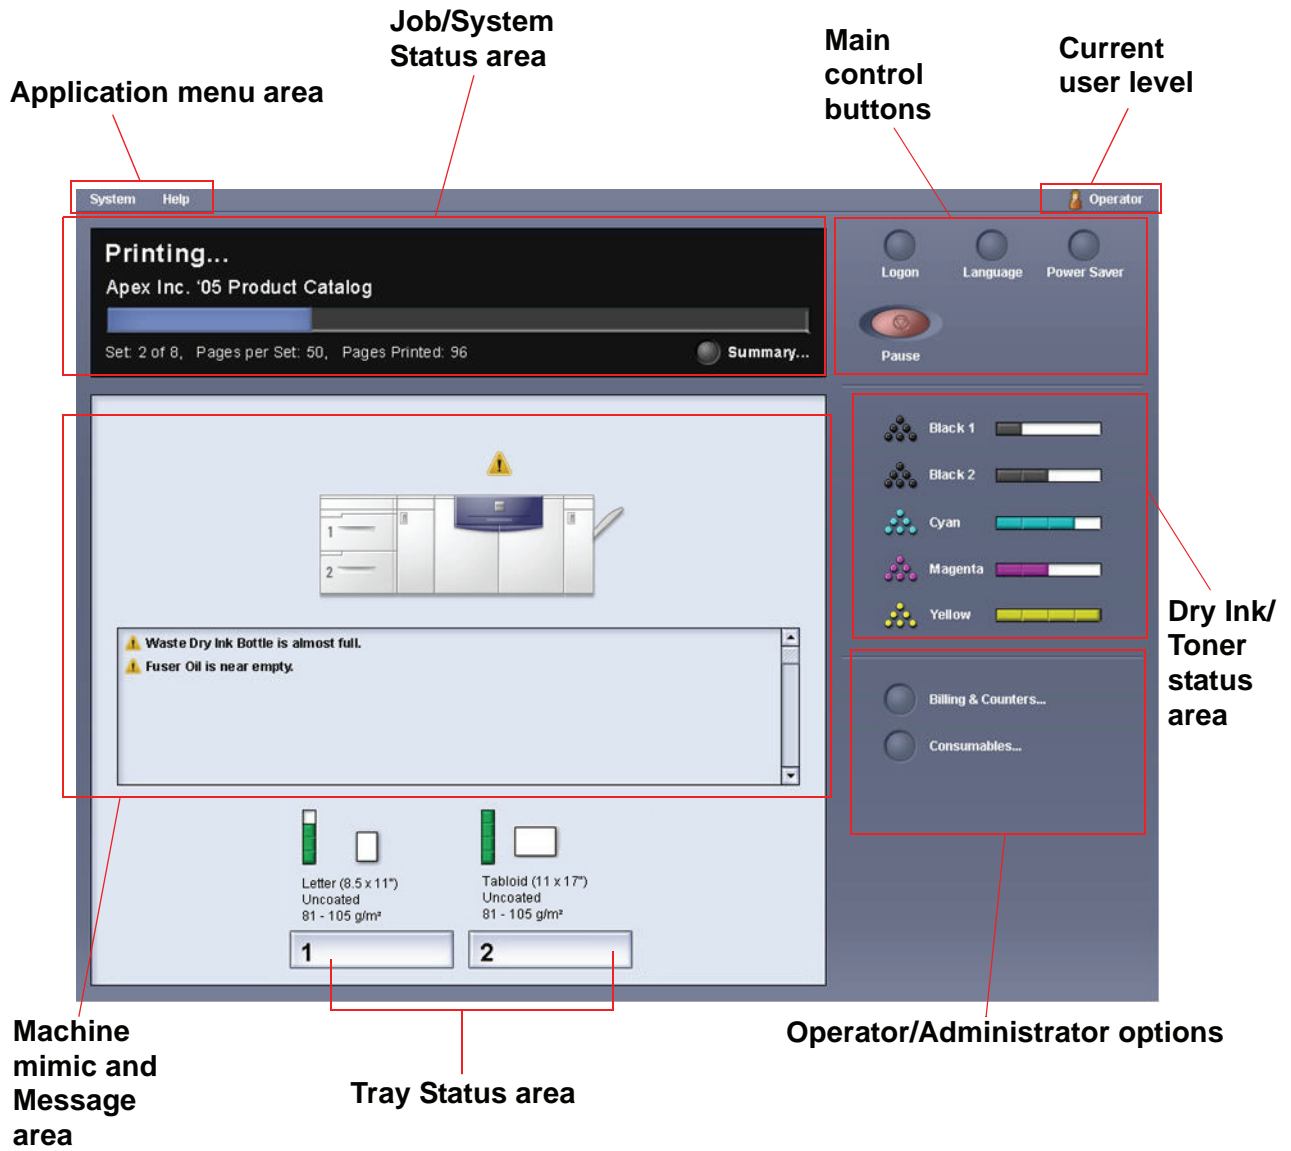 Job/System
Status area
Main
control
buttons
Current
user level
Application menu area
System Help
Operator
Printing...
Apex Inc. '05 Product Catalog
Set: 2 of 8, Pages per Set: 50, Pages Printed: 96
Summary...
Logon
Language
Power Saver
Pause
Black 1
Black 2
Cyan
Magenta
Yellow
1
2
Waste Dry Ink Bottle is almost full.
Fuser Oil is near empty.
Dry Ink/
Toner
status
area
Billing & Counters...
Consumables...
Letter (8.5 x 11")
Uncoated
81 - 105 g/m²
1
Tabloid (11 x 17")
Uncoated
81 - 105 g/m²
2
Machine
mimic and
Message
area
Tray Status area
Operator/Administrator options